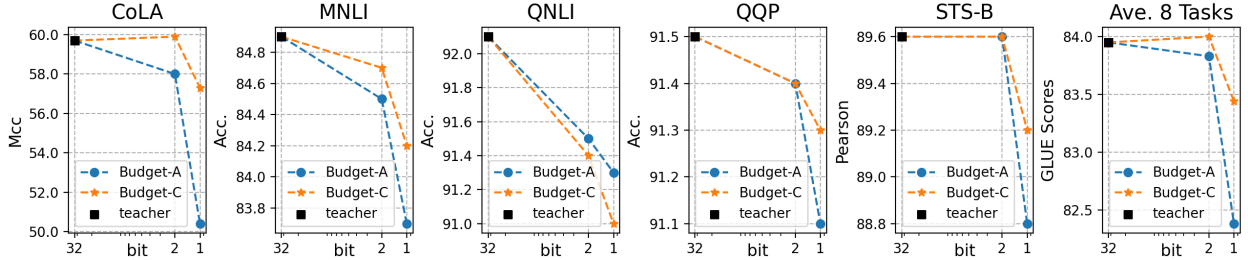 CoLA
Mcc
60.0
58.0
56.0
54.0
52.0
50.0
Budget-A
Budget-C
teacher
32
2
1
bit
MNLI
Acc.
84.8
84.6
84.4
84.2
84.0
83.8
Budget-A
Budget-C
teacher
32
2
1
bit
QNLI
Acc.
92.0
91.8
91.6
91.4
91.2
91.0
Budget-A
Budget-C
teacher
32
2
1
bit
QQP
Acc.
91.5
91.4
91.3
91.2
91.1
Budget-A
Budget-C
teacher
32
2
1
bit
STS-B
Pearson
89.6
89.4
89.2
89.0
88.8
Budget-A
Budget-C
teacher
32
2
1
bit
Ave. 8 Tasks
GLUE Scores
84.0
83.5
83.0
82.5
Budget-A
Budget-C
teacher
32
2
1
bit